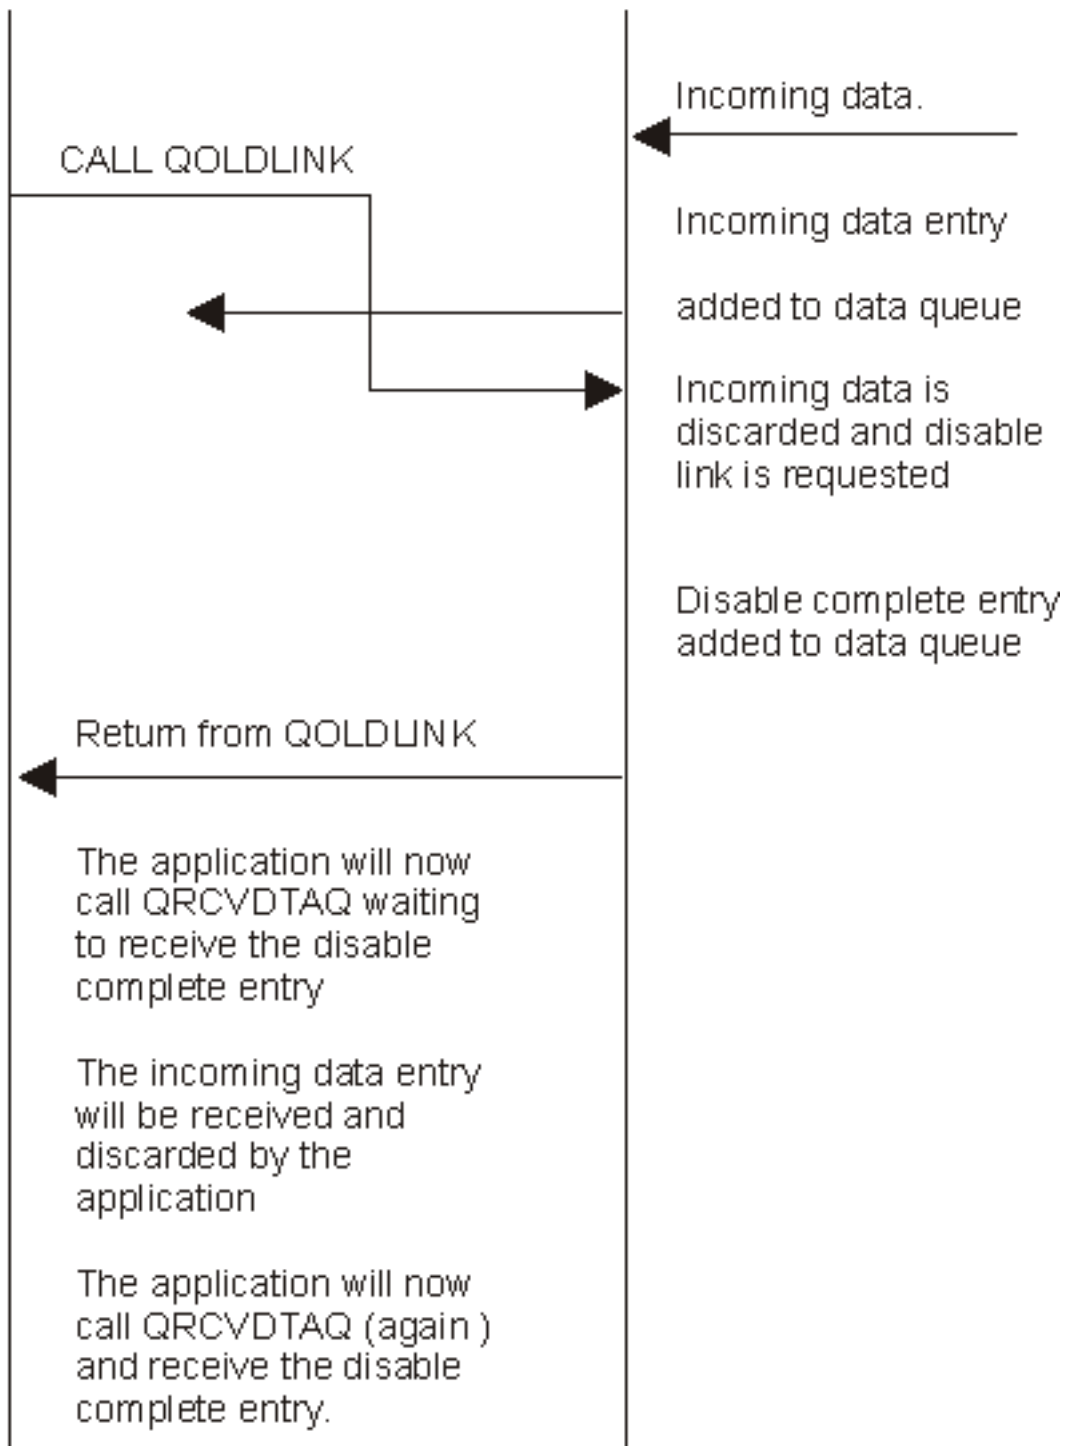 Incoming data.
CALL QOLDLINK
Incoming data entry
added to data queue
Incoming data is
discarded and disable
link is requested
Disable complete entry
added to data queue
Return from QOLDLINK
The application will now
call QRCVDTAQ waiting
to receive the disable
complete entry
The incoming data entry
will be received and
discarded by the
application
The application will now
call QRCVDTAQ (again )
and receive the disable
complete entry.